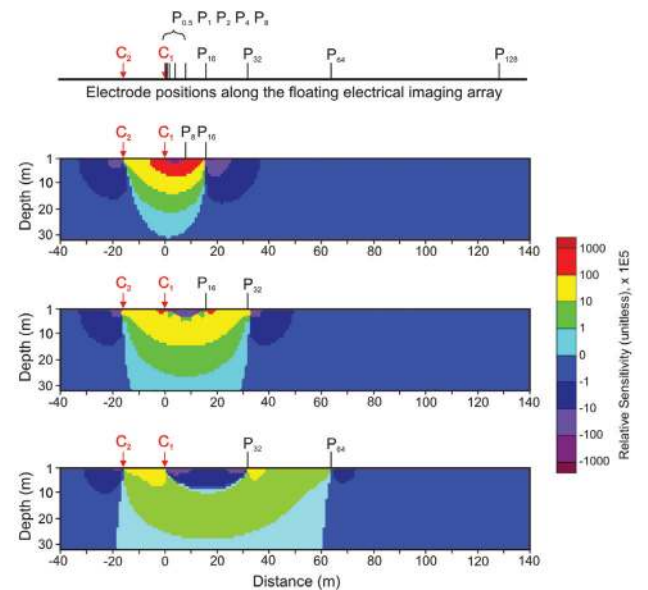 P0.5 P1 P2 P4 P8
C2 C1 P16 P32 P64 P128
Electrode positions along the floating electrical imaging array
C2 C1 P8 P16
Depth (m)
1
10
20
30
-40 -20 0 20 40 60 80 100 120 140
C2 C1 P16 P32
Depth (m)
1
10
20
30
-40 -20 0 20 40 60 80 100 120 140
C2 C1 P32 P64
Depth (m)
1
10
20
30
-40 -20 0 20 40 60 80 100 120 140
Distance (m)
1000
100
10
1
0
-1
-10
-100
-1000
Relative Sensitivity (unitless), x 1E5